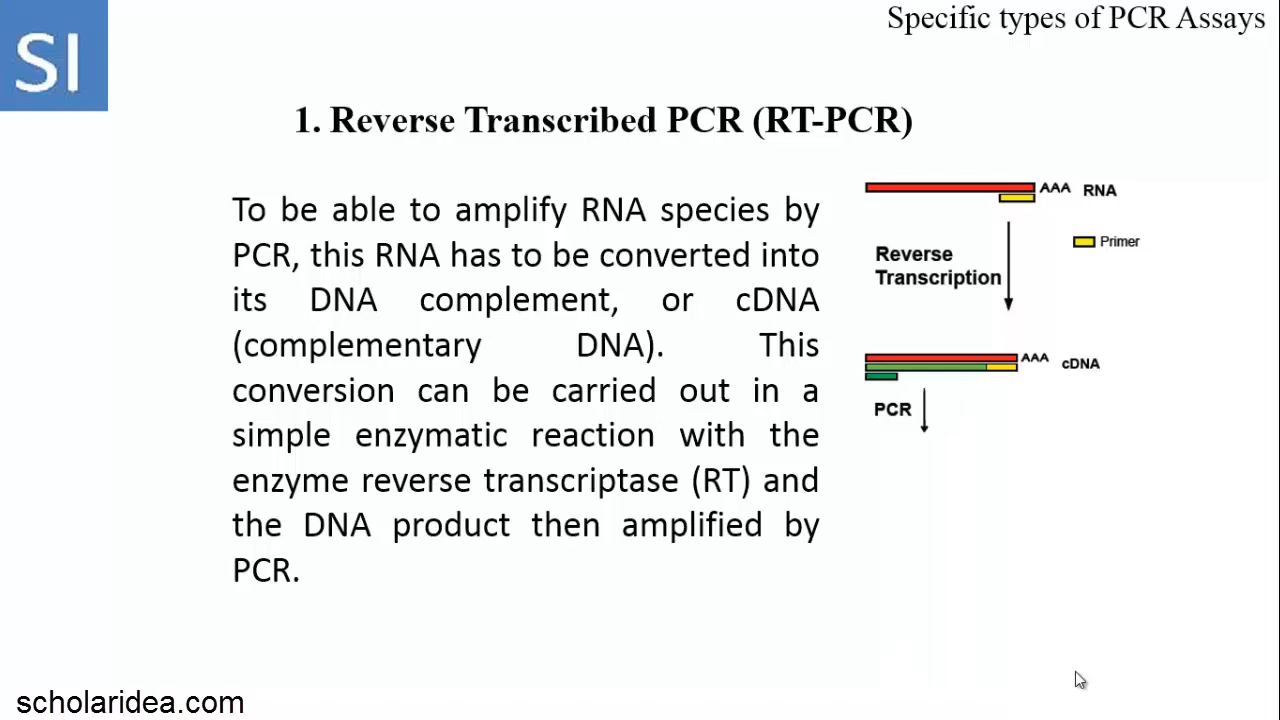 SI
Specific types of PCR Assays
1. Reverse Transcribed PCR (RT-PCR)
To be able to amplify RNA species by
PCR, this RNA has to be converted into
its DNA complement, or cDNA
(complementary DNA). This
conversion can be carried out in a
simple enzymatic reaction with the
enzyme reverse transcriptase (RT) and
the DNA product then amplified by
PCR.
AAA RNA
Primer
Reverse
Transcription
AAA
cDNA
PCR
scholaridea.com